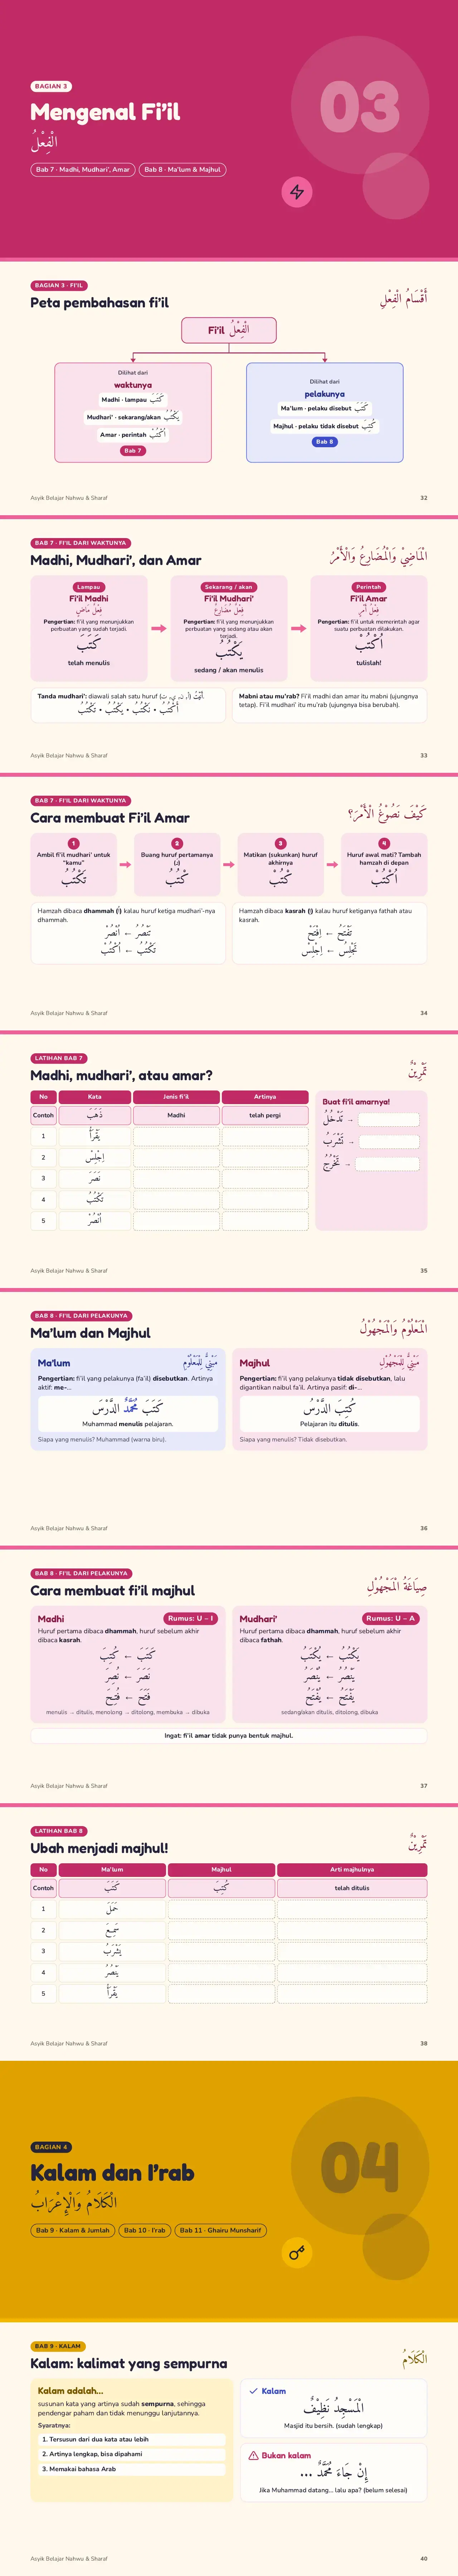 BAGIAN 3
03
Mengenal Fi’il
الْفِعْلُ
Bab 7 · Madhi, Mudhari’, Amar
Bab 8 · Ma’lum & Majhul
BAGIAN 3 · FI’IL
Peta pembahasan fi’il
أَقْسَامُ الْفِعْلِ
Fi’il الْفِعْلُ
Dilihat dari
waktunya
Madhi · lampau كَتَبَ
Mudhari’ · sekarang/akan يَكْتُبُ
Amar · perintah اُكْتُبْ
Bab 7
Dilihat dari
pelakunya
Ma’lum · pelaku disebut كَتَبَ
Majhul · pelaku tidak disebut كُتِبَ
Bab 8
Asyik Belajar Nahwu & Sharaf
32
BAB 7 · FI’IL DARI WAKTUNYA
Madhi, Mudhari’, dan Amar
الْمَاضِيْ وَالْمُضَارِعُ وَالْأَمْرُ
Lampau
Fi’il Madhi
فِعْلٌ مَاضٍ
Pengertian: fi’il yang menunjukkan
perbuatan yang sudah terjadi.
كَتَبَ
telah menulis
Sekarang / akan
Fi’il Mudhari’
فِعْلٌ مُضَارِعٌ
Pengertian: fi’il yang menunjukkan
perbuatan yang sedang atau akan
terjadi.
يَكْتُبُ
sedang / akan menulis
Perintah
Fi’il Amar
فِعْلُ أَمْرٍ
Pengertian: fi’il untuk memerintah agar
suatu perbuatan dilakukan.
اُكْتُبْ
tulislah!
Tanda mudhari’: diawali salah satu huruf (أ، ن، ي، ت) أَنَيْتُ
أَكْتُبُ • نَكْتُبُ • يَكْتُبُ • تَكْتُبُ
Mabni atau mu’rab? Fi’il madhi dan amar itu mabni (ujungnya
tetap). Fi’il mudhari’ itu mu’rab (ujungnya bisa berubah).
Asyik Belajar Nahwu & Sharaf
33
BAB 7 · FI’IL DARI WAKTUNYA
Cara membuat Fi’il Amar
كَيْفَ نَصُوْغُ الْأَمْرَ؟
1
Ambil fi’il mudhari’ untuk
“kamu”
تَكْتُبُ
2
Buang huruf pertamanya
كْتُبُ
3
Matikan (sukunkan) huruf
akhirnya
كْتُبْ
4
Huruf awal mati? Tambah
hamzah di depan
اُكْتُبْ
Hamzah dibaca dhammah (اُ) kalau huruf ketiga mudhari’-nya
dhammah.
تَنْصُرُ ← اُنْصُرْ
تَكْتُبُ ← اُكْتُبْ
Hamzah dibaca kasrah (اِ) kalau huruf ketiganya fathah atau
kasrah.
تَفْتَحُ ← اِفْتَحْ
تَجْلِسُ ← اِجْلِسْ
Asyik Belajar Nahwu & Sharaf
34
LATIHAN BAB 7
Madhi, mudhari’, atau amar?
تَمْرِيْنٌ
No Kata Jenis fi’il Artinya
Contoh ذَهَبَ Madhi telah pergi
1 يَقْرَأُ
2 اِجْلِسْ
3 نَصَرَ
4 تَكْتُبُ
5 اُنْصُرْ
Buat fi’il amarnya!
تَدْخُلُ →
تَشْرَبُ →
تَخْرُجُ →
Asyik Belajar Nahwu & Sharaf
35
BAB 8 · FI’IL DARI PELAKUNYA
Ma’lum dan Majhul
الْمَعْلُوْمُ وَالْمَجْهُوْلُ
Ma’lum
مَبْنِيٌّ لِلْمَعْلُوْمِ
Pengertian: fi’il yang pelakunya (fa’il) disebutkan. Artinya
aktif: me-...
كَتَبَ مُحَمَّدٌ الدَّرْسَ
Muhammad menulis pelajaran.
Siapa yang menulis? Muhammad (warna biru).
Majhul
مَبْنِيٌّ لِلْمَجْهُوْلِ
Pengertian: fi’il yang pelakunya tidak disebutkan, lalu
digantikan naibul fa’il. Artinya pasif: di-...
كُتِبَ الدَّرْسُ
Pelajaran itu ditulis.
Siapa yang menulis? Tidak disebutkan.
Asyik Belajar Nahwu & Sharaf
36
BAB 8 · FI’IL DARI PELAKUNYA
Cara membuat fi’il majhul
صِيَاغَةُ الْمَجْهُوْلِ
Madhi
Rumus: U – I
Huruf pertama dibaca dhammah, huruf sebelum akhir
dibaca kasrah.
كَتَبَ ← كُتِبَ
نَصَرَ ← نُصِرَ
فَتَحَ ← فُتِحَ
menulis → ditulis, menolong → ditolong, membuka → dibuka
Mudhari’
Rumus: U – A
Huruf pertama dibaca dhammah, huruf sebelum akhir
dibaca fathah.
يَكْتُبُ ← يُكْتَبُ
يَنْصُرُ ← يُنْصَرُ
يَفْتَحُ ← يُفْتَحُ
sedang/akan ditulis, ditolong, dibuka
Ingat: fi’il amar tidak punya bentuk majhul.
Asyik Belajar Nahwu & Sharaf
37
LATIHAN BAB 8
Ubah menjadi majhul!
تَمْرِيْنٌ
No Ma’lum Majhul Arti majhulnya
Contoh كَتَبَ كُتِبَ telah ditulis
1 حَمَلَ
2 سَمِعَ
3 يَشْرَبُ
4 يَنْصُرُ
5 يَقْرَأُ
Asyik Belajar Nahwu & Sharaf
38
BAGIAN 4
04
Kalam dan I’rab
الْكَلَامُ وَالْإِعْرَابُ
Bab 9 · Kalam & Jumlah
Bab 10 · I’rab
Bab 11 · Ghairu Munsharif
BAB 9 · KALAM
Kalam: kalimat yang sempurna
الْكَلَامُ
Kalam adalah...
susunan kata yang artinya sudah sempurna, sehingga
pendengar paham dan tidak menunggu lanjutannya.
Syaratnya:
1. Tersusun dari dua kata atau lebih
2. Artinya lengkap, bisa dipahami
3. Memakai bahasa Arab
Kalam
الْمَسْجِدُ نَظِيْفٌ
Masjid itu bersih. (sudah lengkap)
Bukan kalam
إِنْ جَاءَ مُحَمَّدٌ ...
Jika Muhammad datang... lalu apa? (belum selesai)
Asyik Belajar Nahwu & Sharaf
40